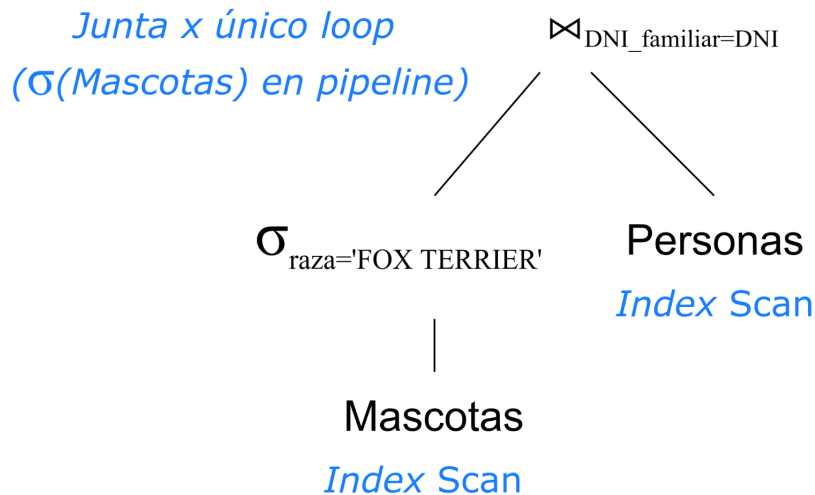 Junta x único loop
(σ(Mascotas) en pipeline)
⋈DNI_familiar=DNI
σraza='FOX TERRIER'
Personas
Index Scan
Mascotas
Index Scan